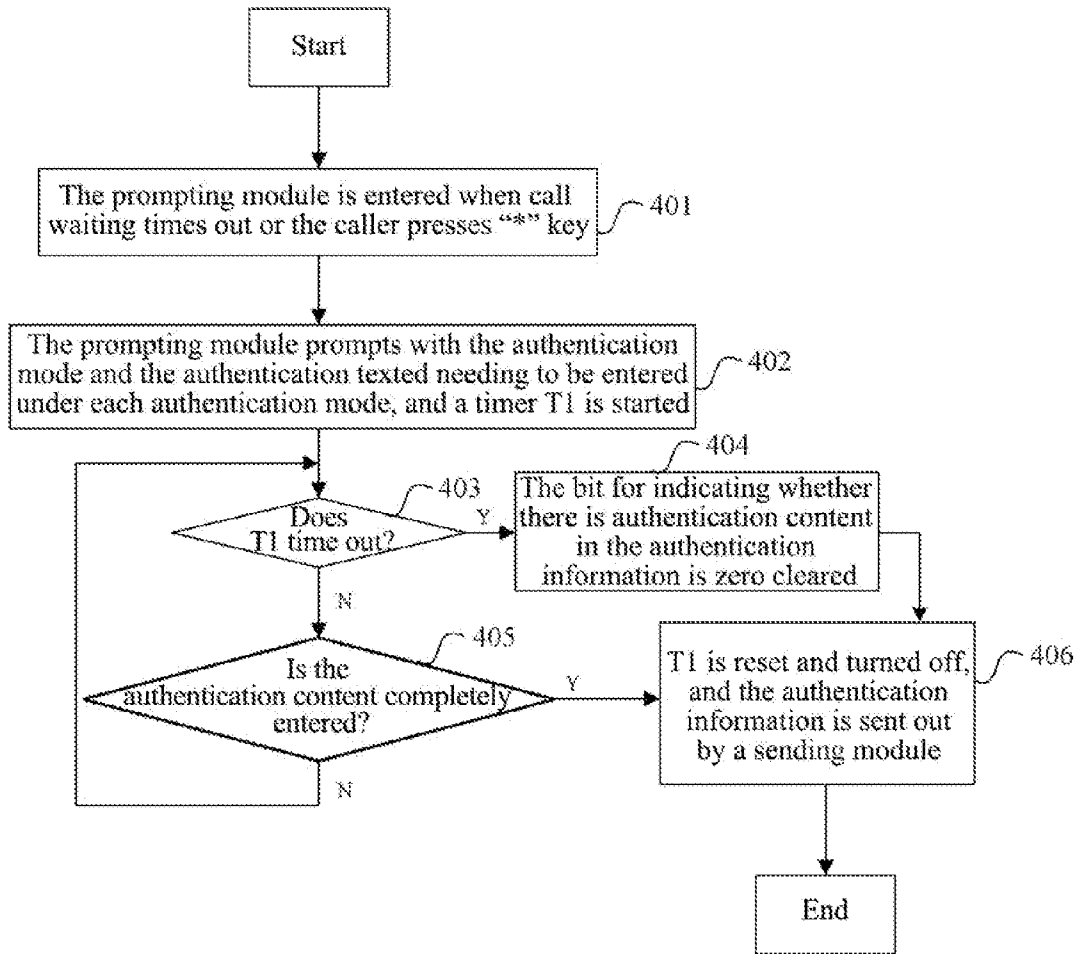 Start
The prompting module is entered when call
waiting times out or the caller presses “*” key
401
The prompting module prompts with the authentication
mode and the authentication texted needing to be entered
under each authentication mode, and a timer T1 is started
402
403
Does
T1 time out?
Y
N
404
The bit for indicating whether
there is authentication content
in the authentication
information is zero cleared
405
Is the
authentication content completely
entered?
Y
N
T1 is reset and turned off,
and the authentication
information is sent out
by a sending module
406
End